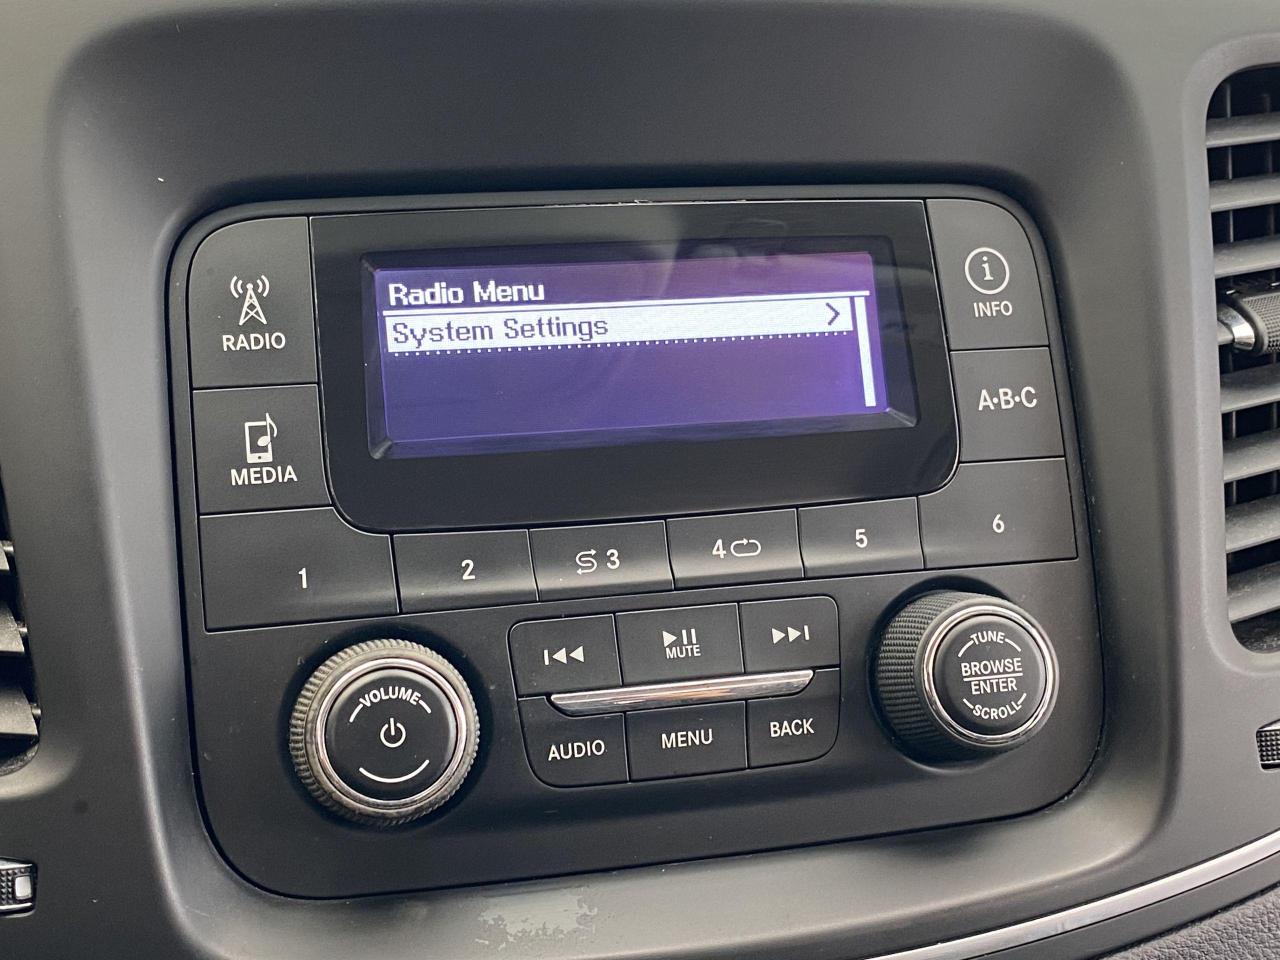 Radio Menu
System Settings
RADIO
MEDIA
INFO
A•B•C
1
2
3
4
5
6
MUTE
AUDIO
MENU
BACK
VOLUME
TUNE
BROWSE
ENTER
SCROLL